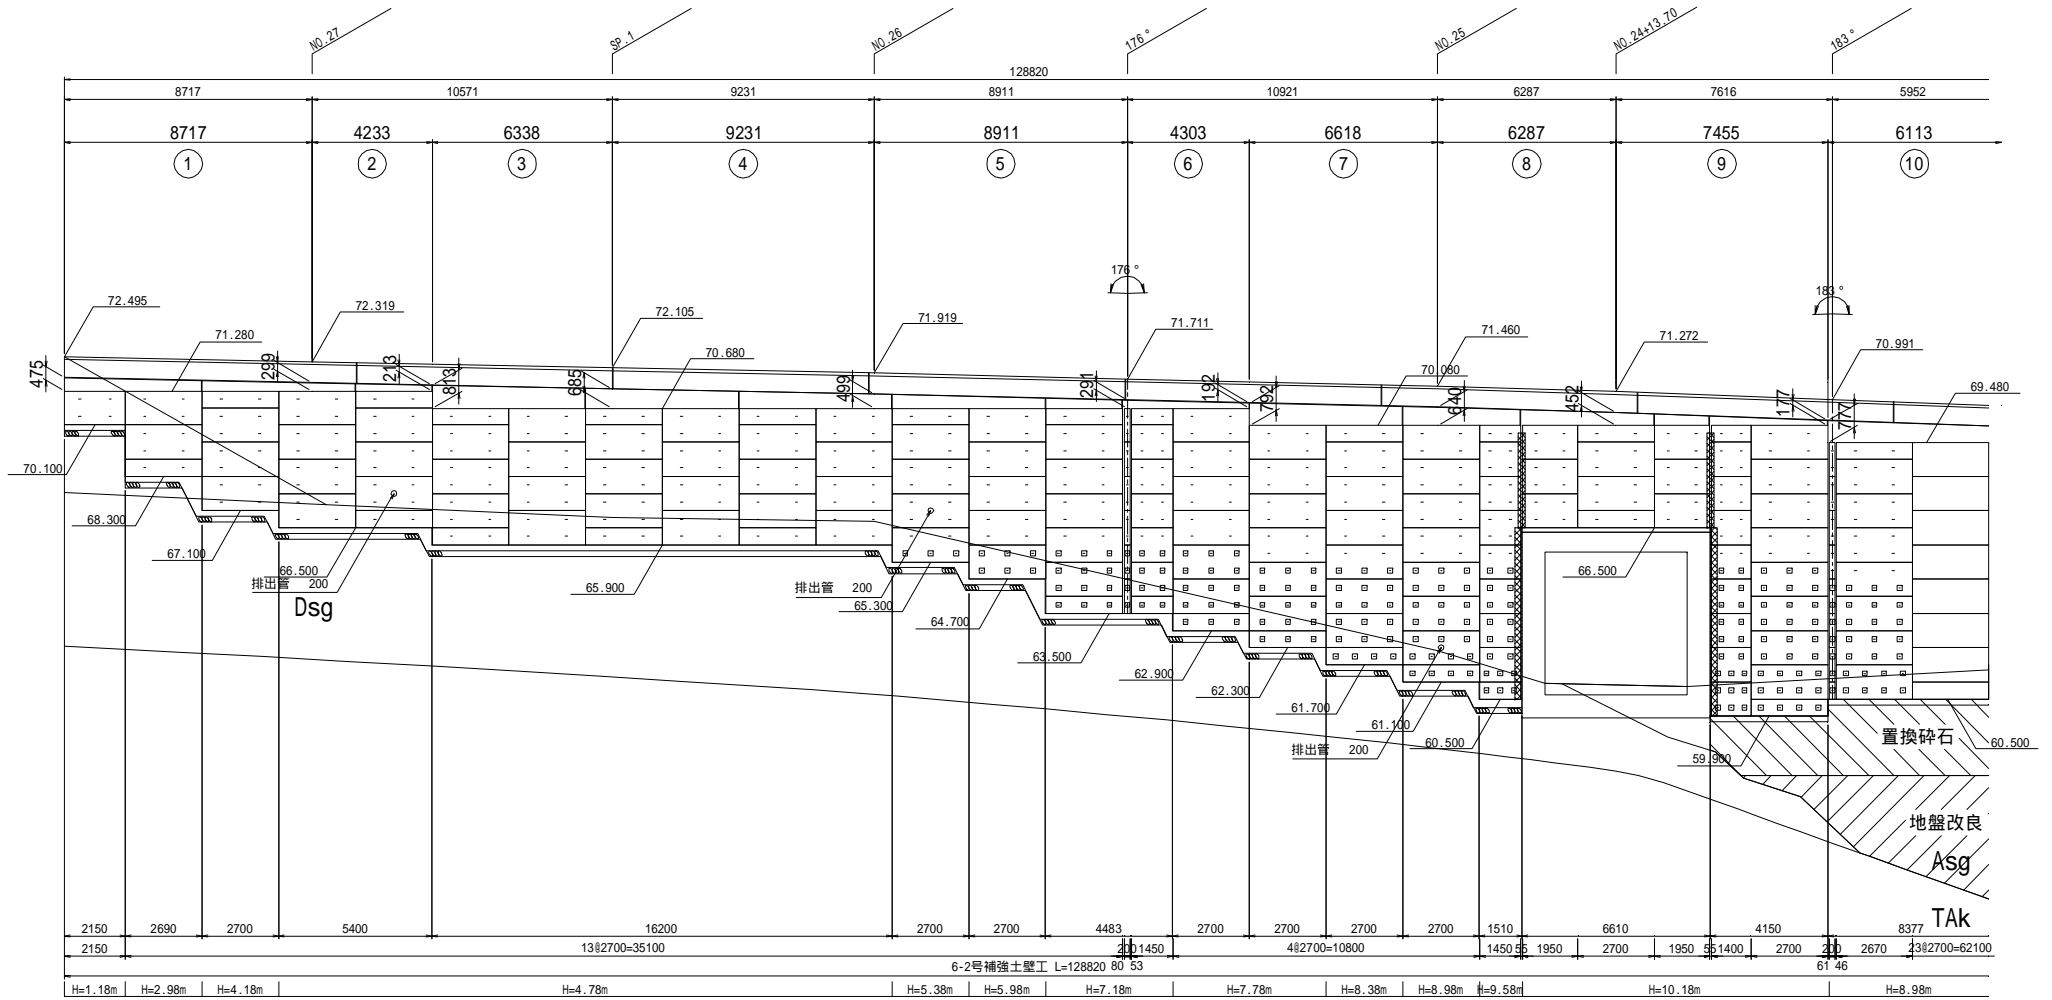 NO.27 SP.1 NO.26 176° NO.25 NO.24+13.70 183°
128820
8717 10571 9231 8911 10921 6287 7616 5952
8717 4233 6338 9231 8911 4303 6618 6287 7455 6113
① ② ③ ④ ⑤ ⑥ ⑦ ⑧ ⑨ ⑩
176°
183°
72.495 72.319 72.105 71.919 71.711 71.460 71.272 70.991
71.280 70.680 70.080 69.480
475 299 213 813 685 499 291 192 792 640 452 177 777
70.100
68.300
67.100
66.500
排出管 200
Dsg
65.900
排出管 200
65.300
64.700
63.500
62.900
62.300
61.700
61.100
排出管 200
60.500
66.500
59.900
置換砕石
60.500
地盤改良
Asg
TAk
2150 2690 2700 5400 16200 2700 2700 4483 2700 2700 2700 2700 1510 6610 4150 8377
2150 13@2700=35100 200 1450 4@2700=10800 1450 55 1950 2700 1950 55 1400 2700 200 2670 23@2700=62100
6-2号補強土壁工 L=128820 80 53 61 46
H=1.18m H=2.98m H=4.18m H=4.78m H=5.38m H=5.98m H=7.18m H=7.78m H=8.38m H=8.98m H=9.58m H=10.18m H=8.98m